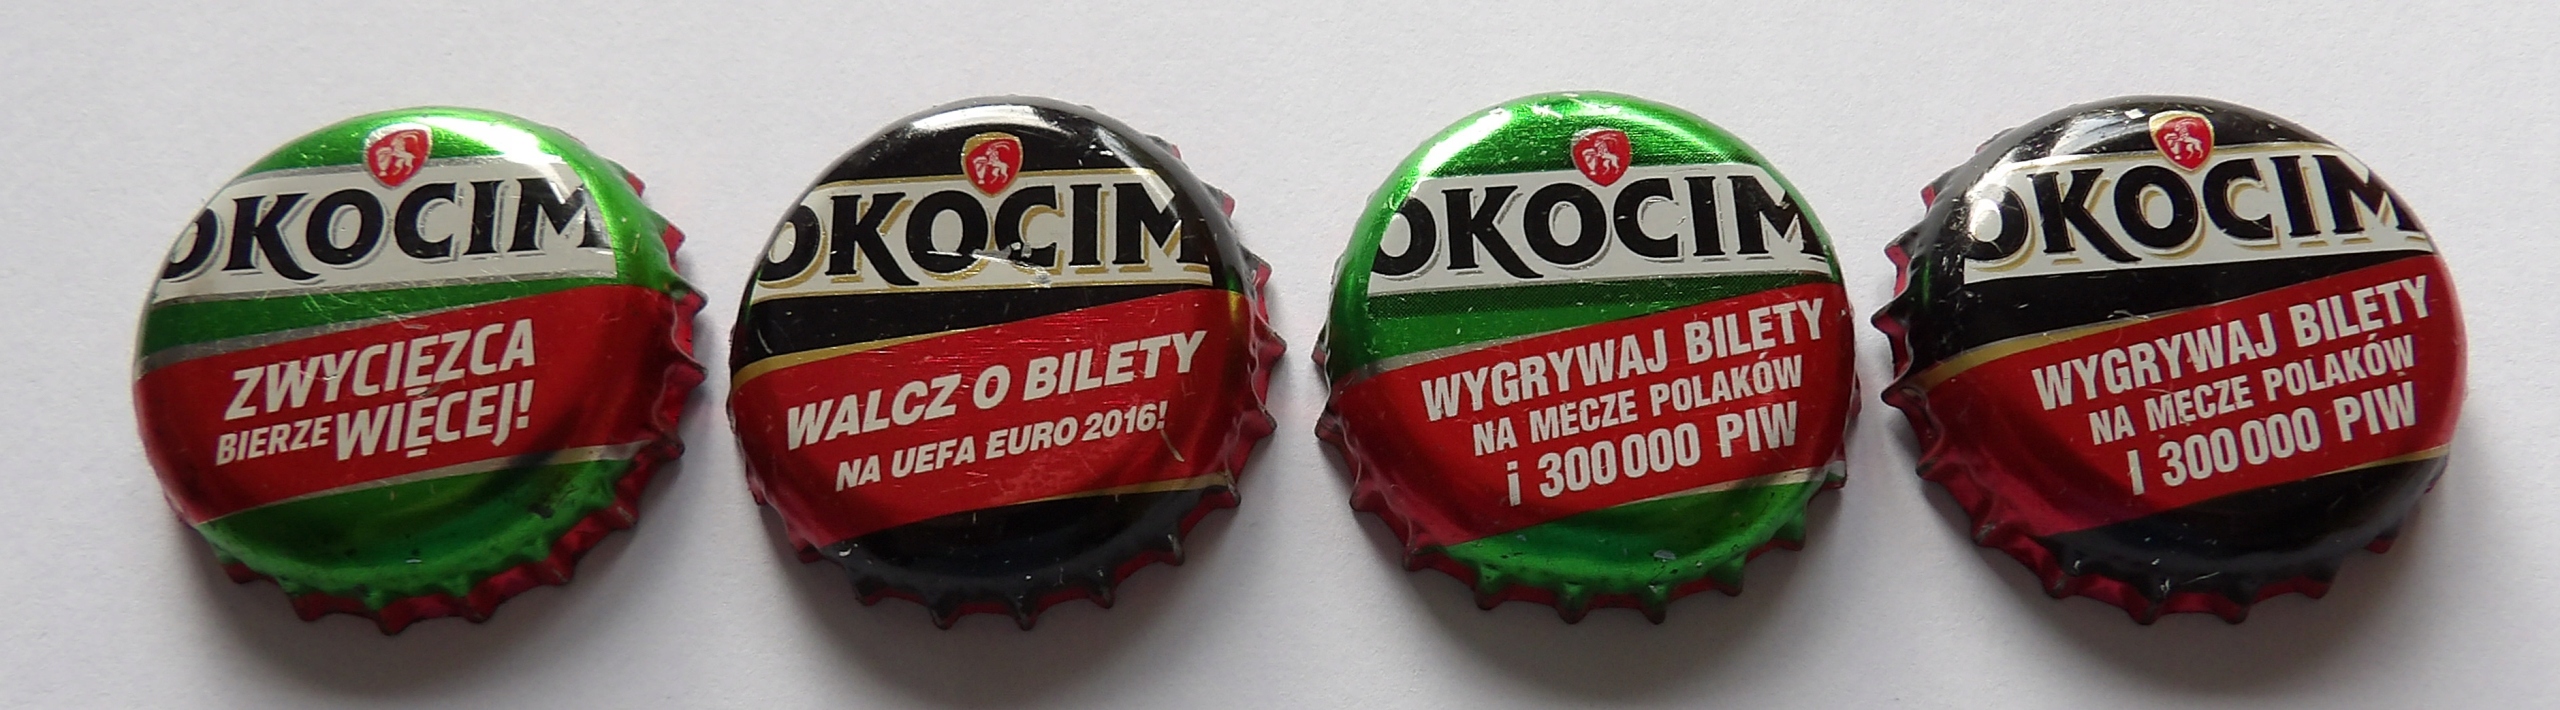 OKOCIM
ZWYCIĘZCA
BIERZE WIĘCEJ!
OKOCIM
WALCZ O BILETY
NA UEFA EURO 2016!
OKOCIM
WYGRYWAJ BILETY
NA MECZE POLAKÓW
i 300 000 PIW
OKOCIM
WYGRYWAJ BILETY
NA MECZE POLAKÓW
I 300 000 PIW